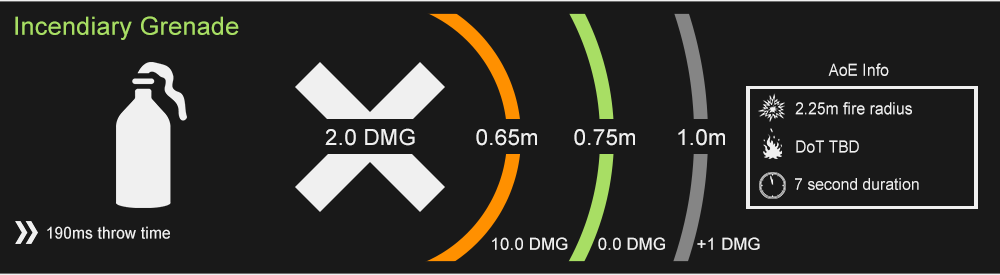 Incendiary Grenade
190ms throw time
2.0 DMG
0.65m
0.75m
1.0m
10.0 DMG
0.0 DMG
+1 DMG
AoE Info
2.25m fire radius
DoT TBD
7 second duration